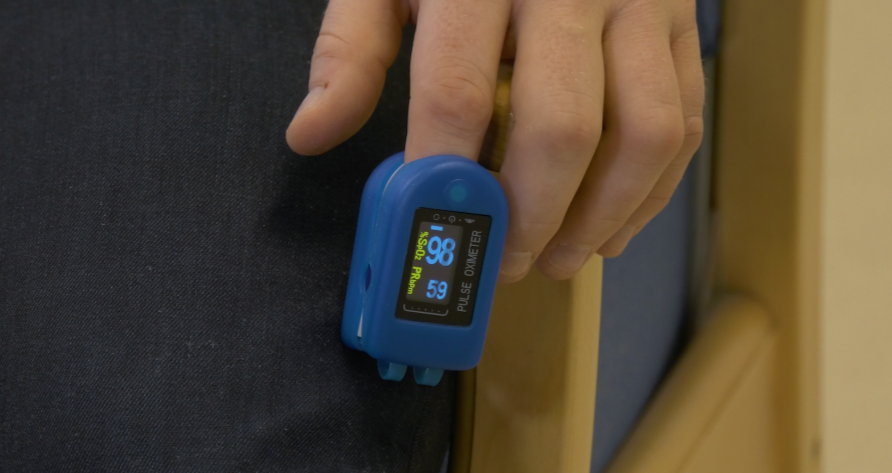 %SpO2
98
PRbpm
59
PULSE OXIMETER